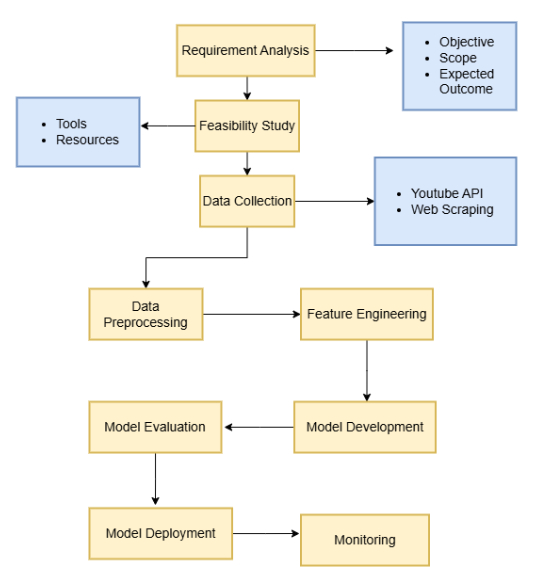 Requirement Analysis
• Objective
• Scope
• Expected
Outcome
• Tools
• Resources
Feasibility Study
Data Collection
• Youtube API
• Web Scraping
Data
Preprocessing
Feature Engineering
Model Evaluation
Model Development
Model Deployment
Monitoring